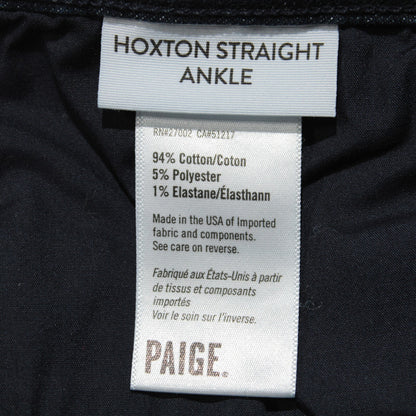 HOXTON STRAIGHT
ANKLE
RN#27002 CA#51217
94% Cotton/Coton
5% Polyester
1% Elastane/Élasthann
Made in the USA of Imported
fabric and components.
See care on reverse.
Fabriqué aux États-Unis à partir
de tissus et composants
importés
Voir le soin sur l'inverse.
PAIGE®